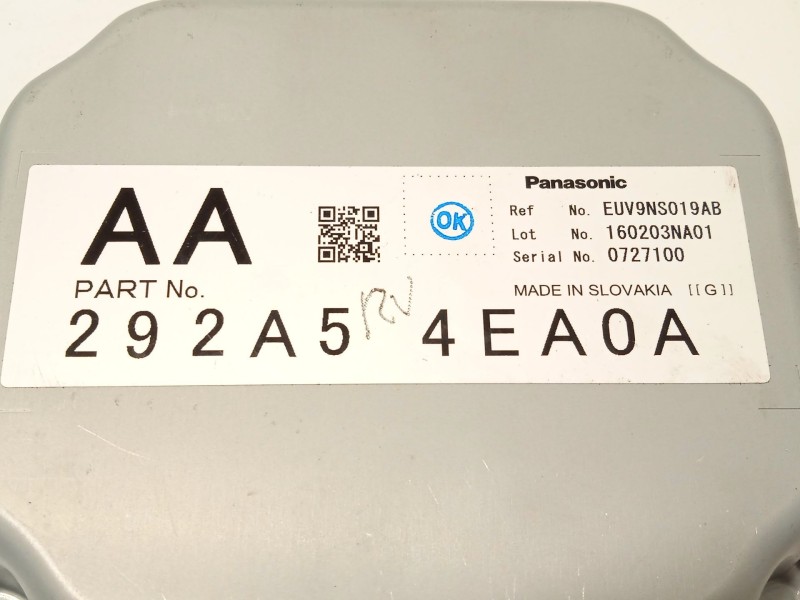 AA
OK
Panasonic
Ref No. EUV9NS019AB
Lot No. 160203NA01
Serial No. 0727100
MADE IN SLOVAKIA [[G]]
PART No.
292A5 4EA0A